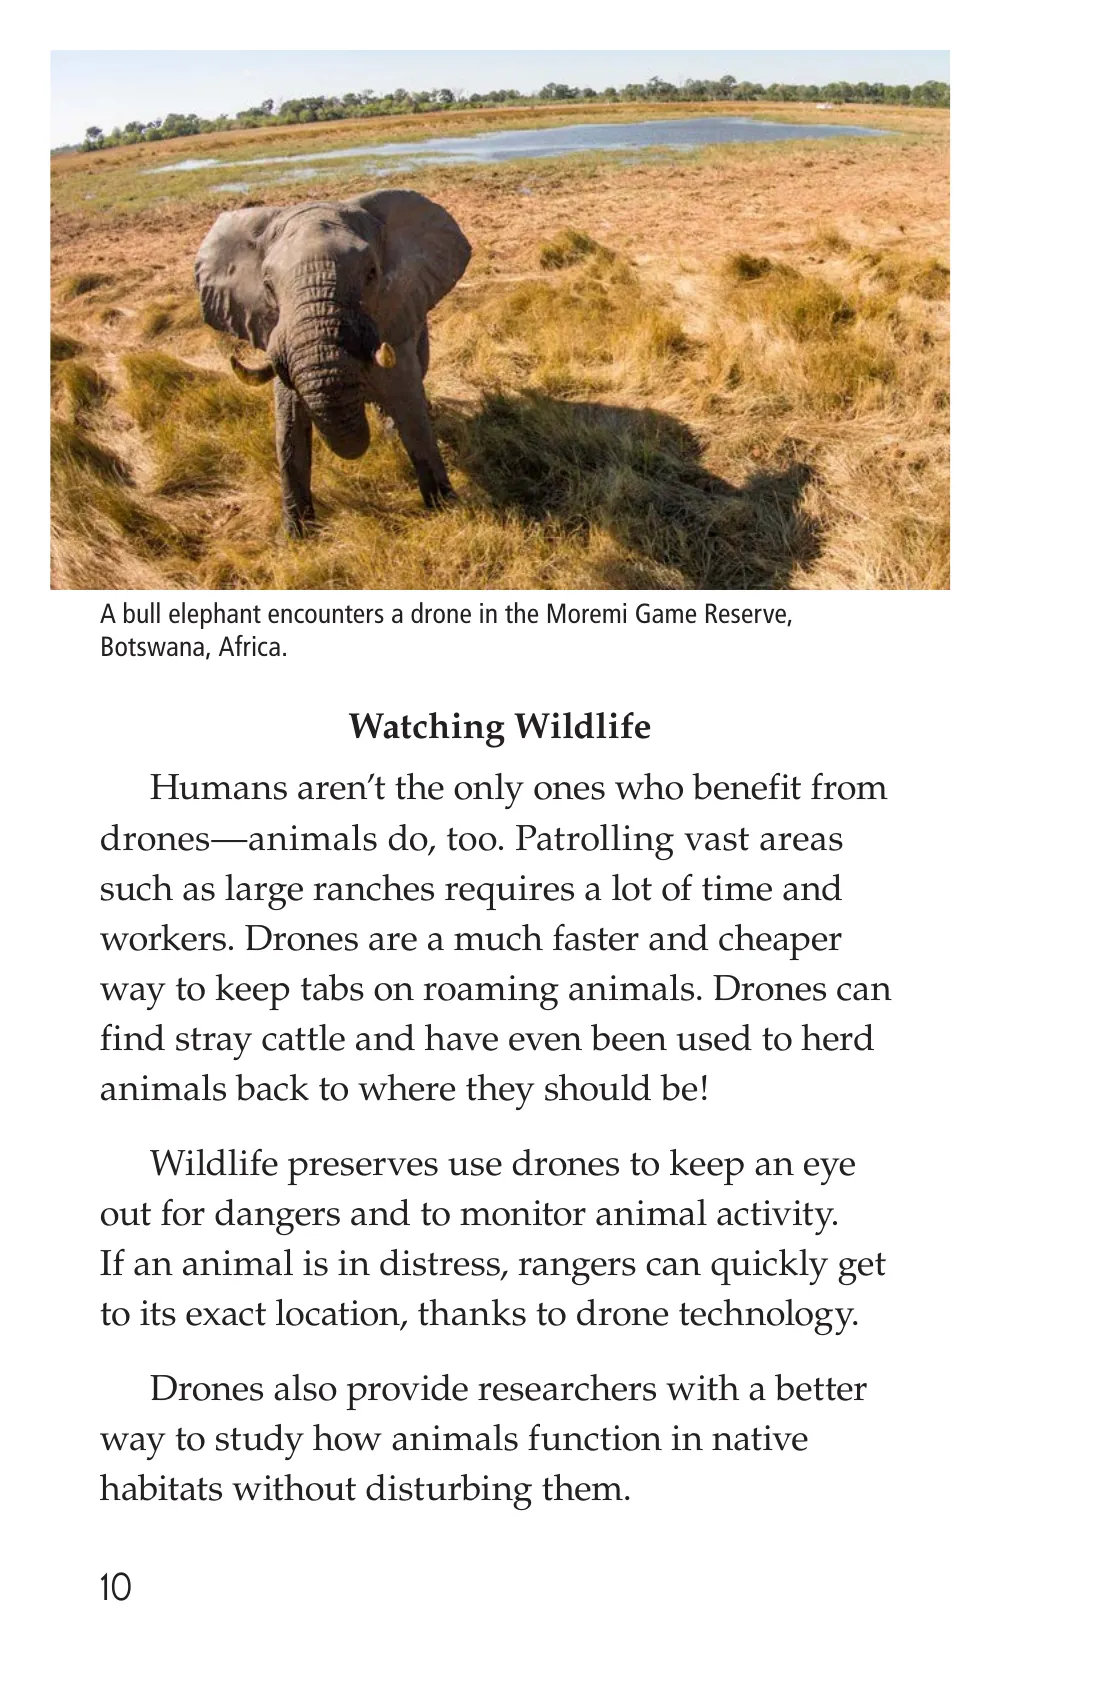 A bull elephant encounters a drone in the Moremi Game Reserve,
Botswana, Africa.
Watching Wildlife
Humans aren’t the only ones who benefit from
drones—animals do, too. Patrolling vast areas
such as large ranches requires a lot of time and
workers. Drones are a much faster and cheaper
way to keep tabs on roaming animals. Drones can
find stray cattle and have even been used to herd
animals back to where they should be!
Wildlife preserves use drones to keep an eye
out for dangers and to monitor animal activity.
If an animal is in distress, rangers can quickly get
to its exact location, thanks to drone technology.
Drones also provide researchers with a better
way to study how animals function in native
habitats without disturbing them.
10